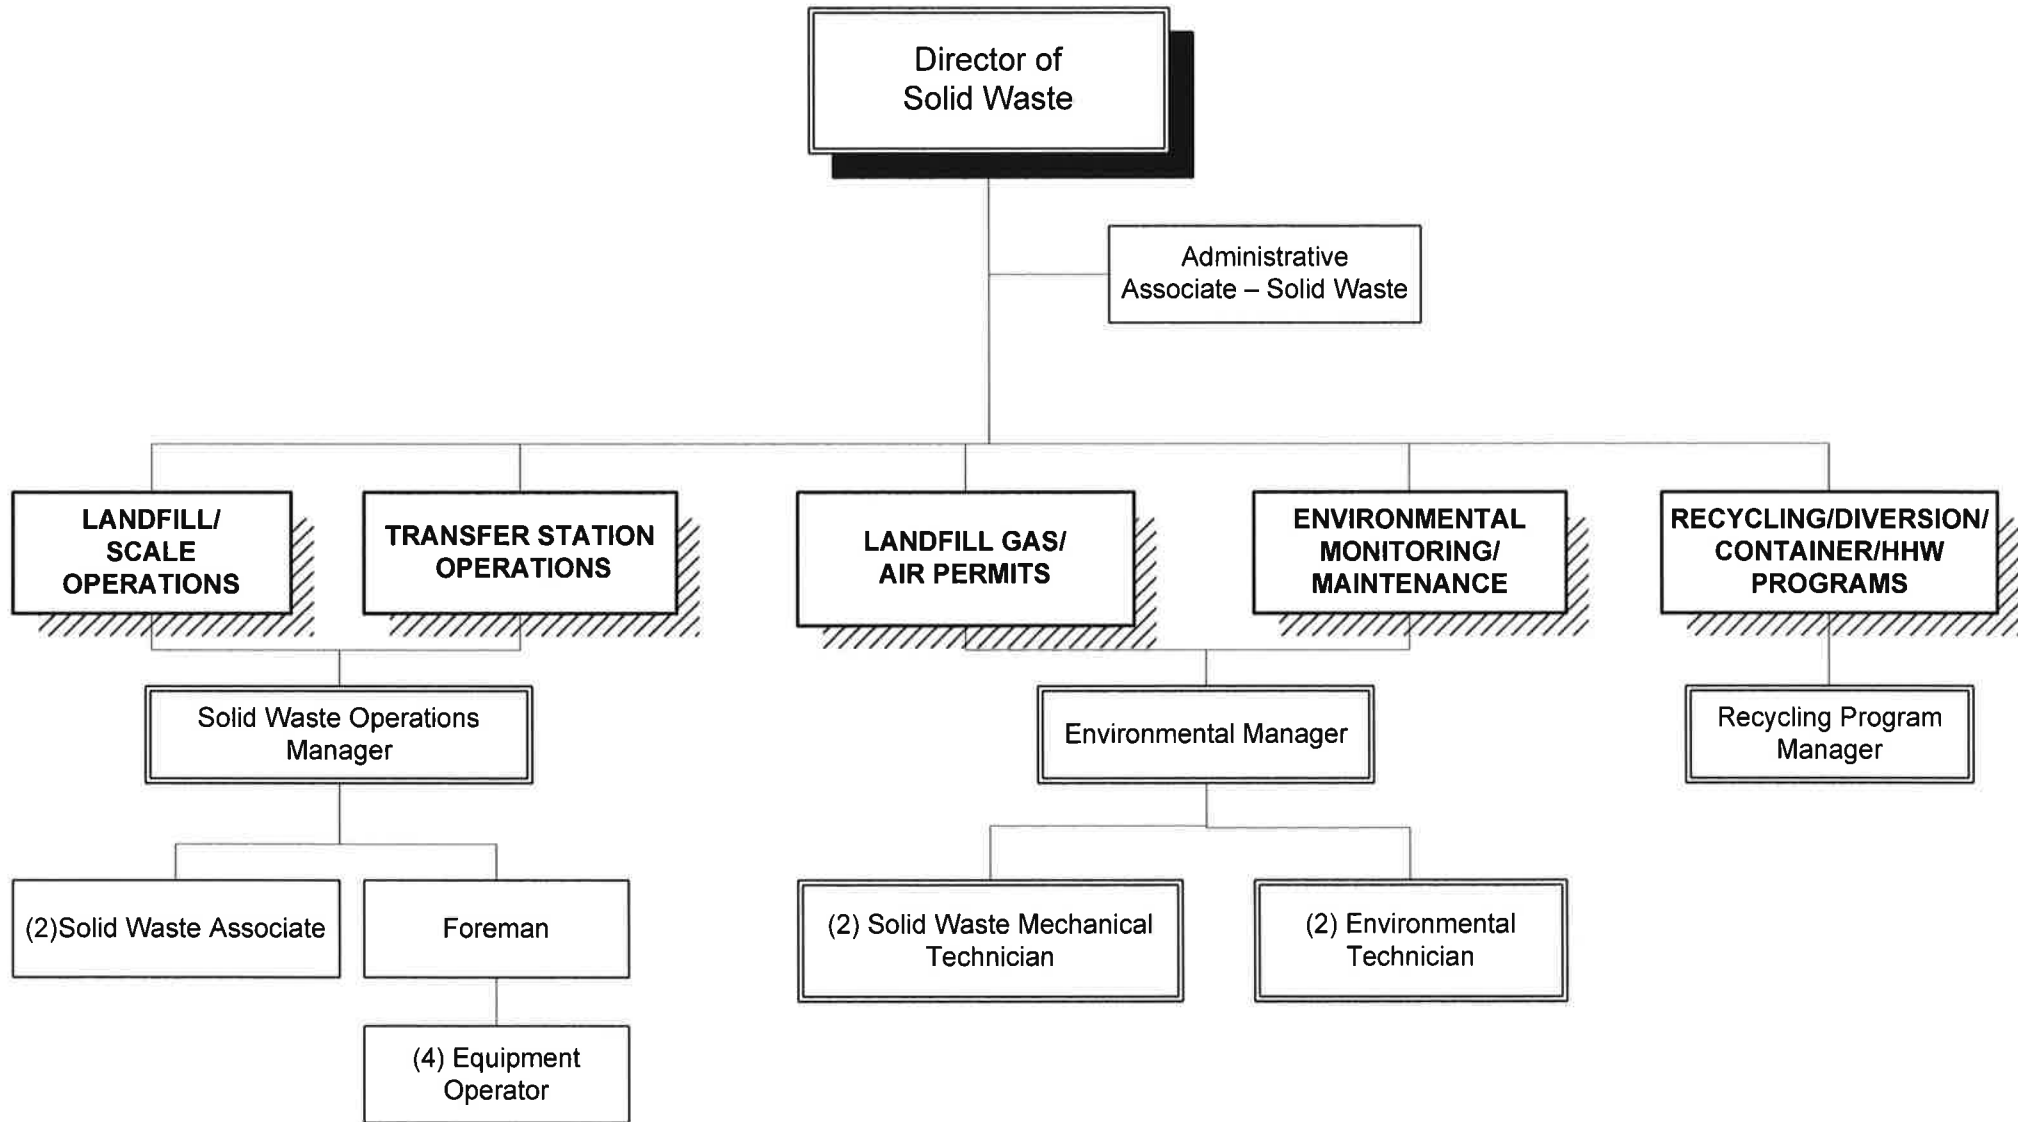 Director of
Solid Waste
Administrative
Associate – Solid Waste
LANDFILL/
SCALE
OPERATIONS
TRANSFER STATION
OPERATIONS
LANDFILL GAS/
AIR PERMITS
ENVIRONMENTAL
MONITORING/
MAINTENANCE
RECYCLING/DIVERSION/
CONTAINER/HHW
PROGRAMS
Solid Waste Operations
Manager
Environmental Manager
Recycling Program
Manager
(2)Solid Waste Associate
Foreman
(2) Solid Waste Mechanical
Technician
(2) Environmental
Technician
(4) Equipment
Operator